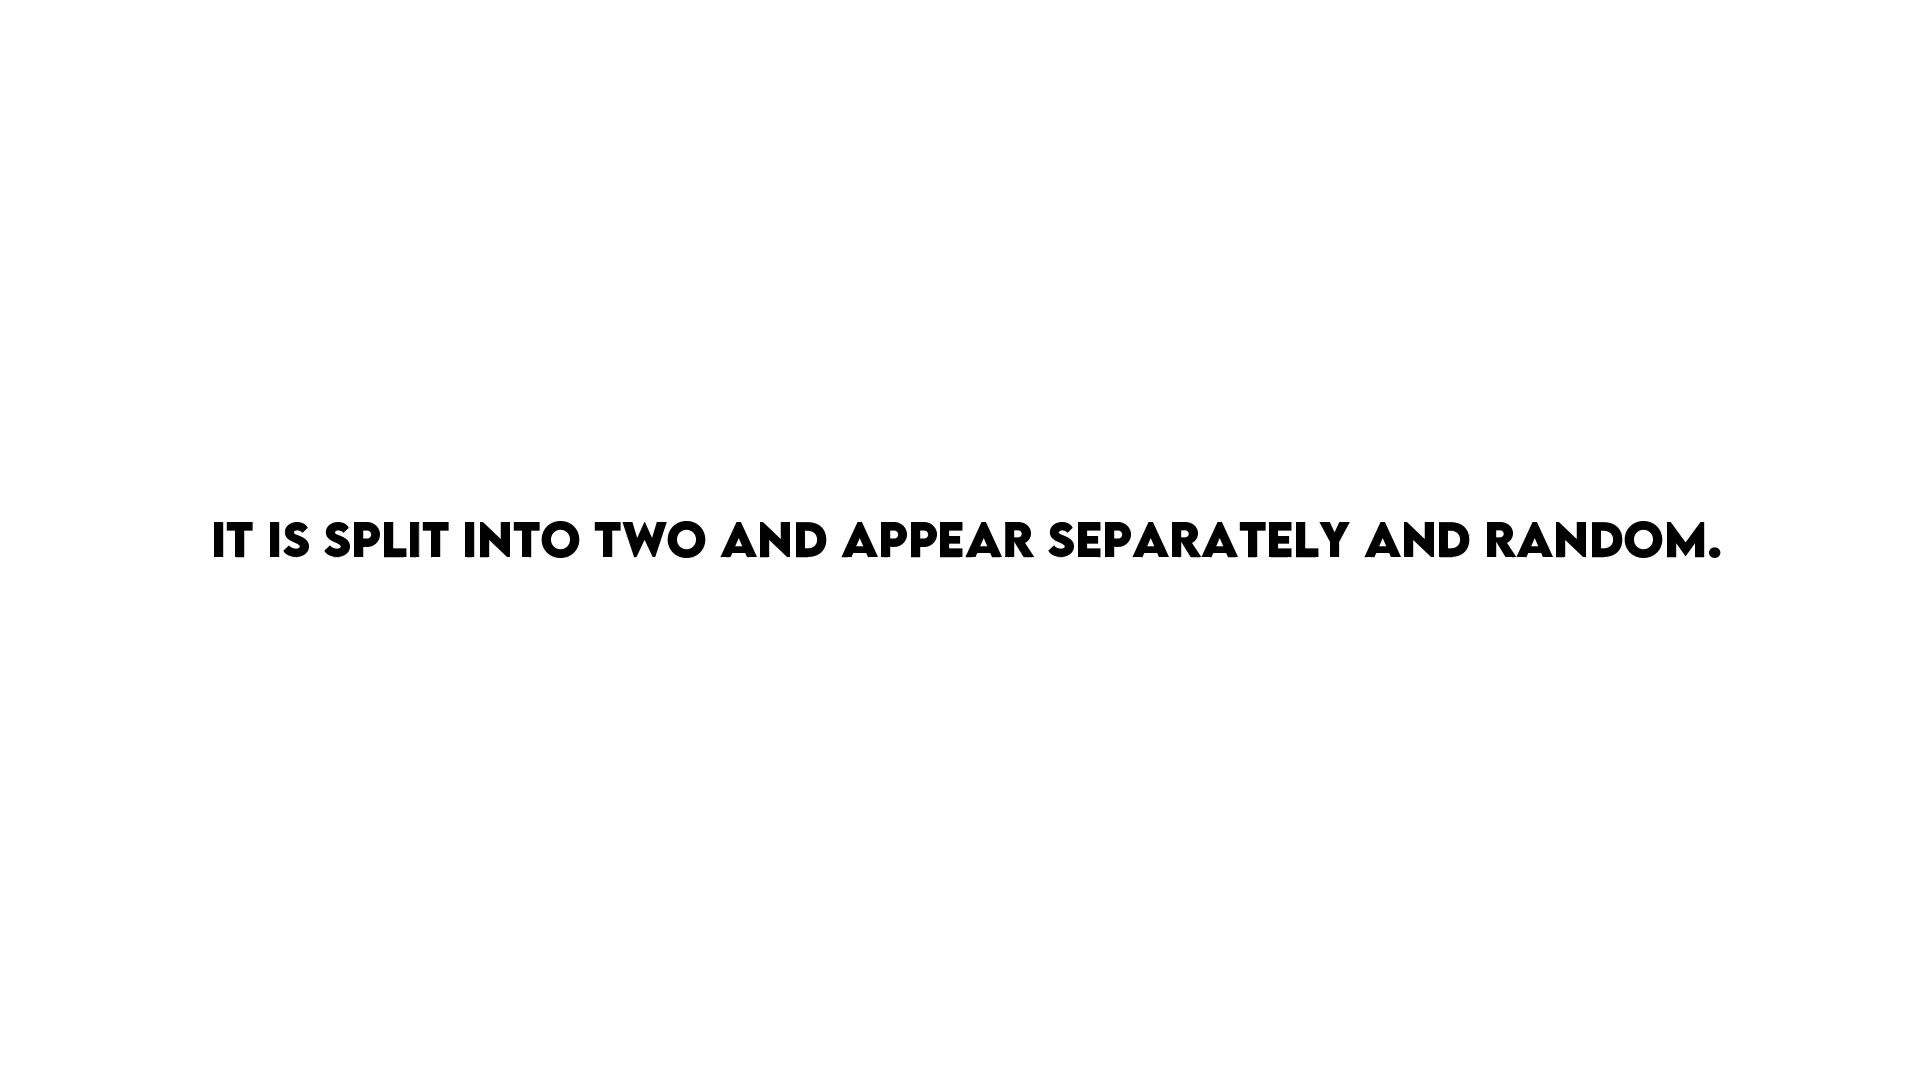 IT IS SPLIT INTO TWO AND APPEAR SEPARATELY AND RANDOM.